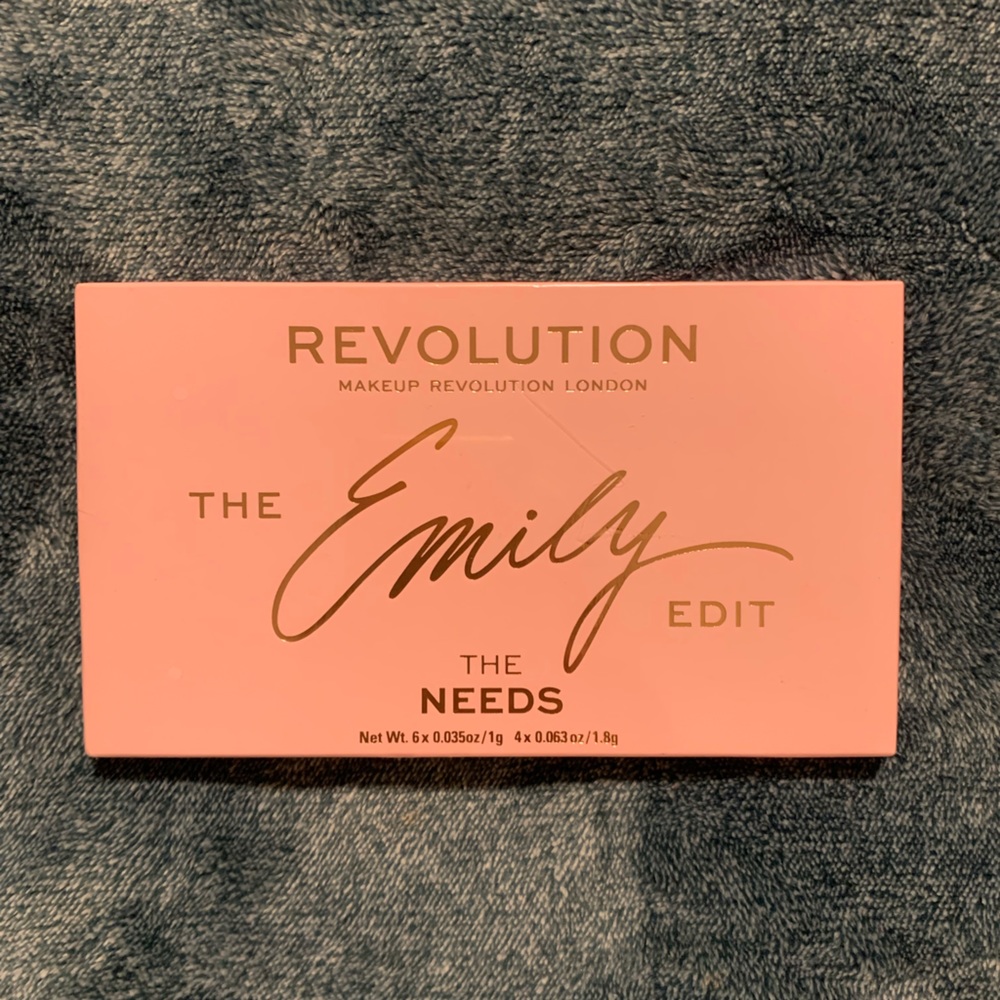 REVOLUTION
MAKEUP REVOLUTION LONDON
THE Emily EDIT
THE
NEEDS
Net Wt. 6 x 0.035oz/1g 4x 0.063oz/1.8g